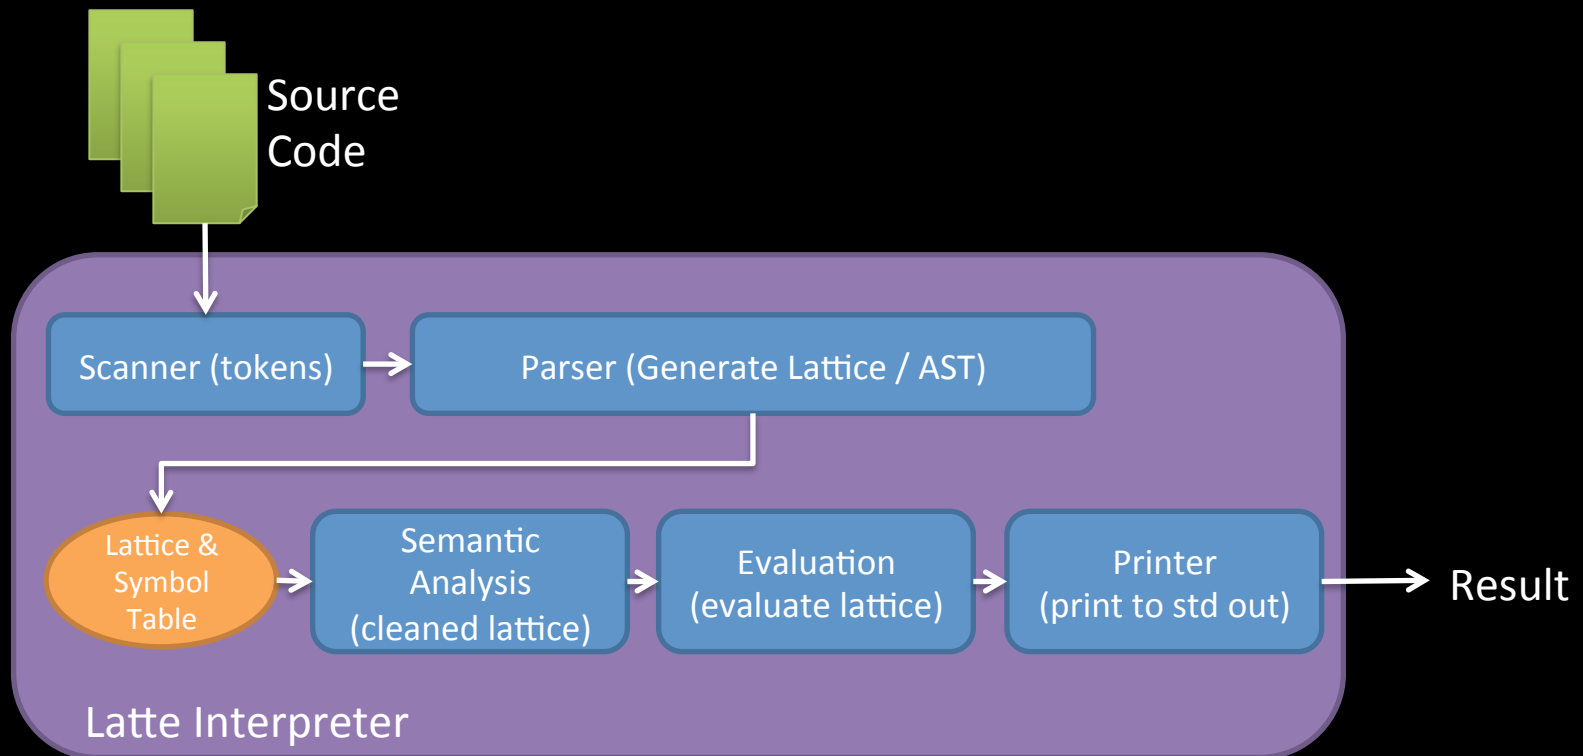 Source
Code
Scanner (tokens)
Parser (Generate Lattice / AST)
Lattice &
Symbol
Table
Semantic
Analysis
(cleaned lattice)
Evaluation
(evaluate lattice)
Printer
(print to std out)
Result
Latte Interpreter